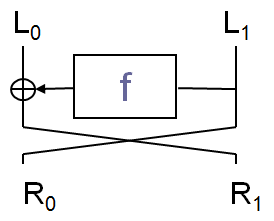 L₀ L₁
f
R₀ R₁